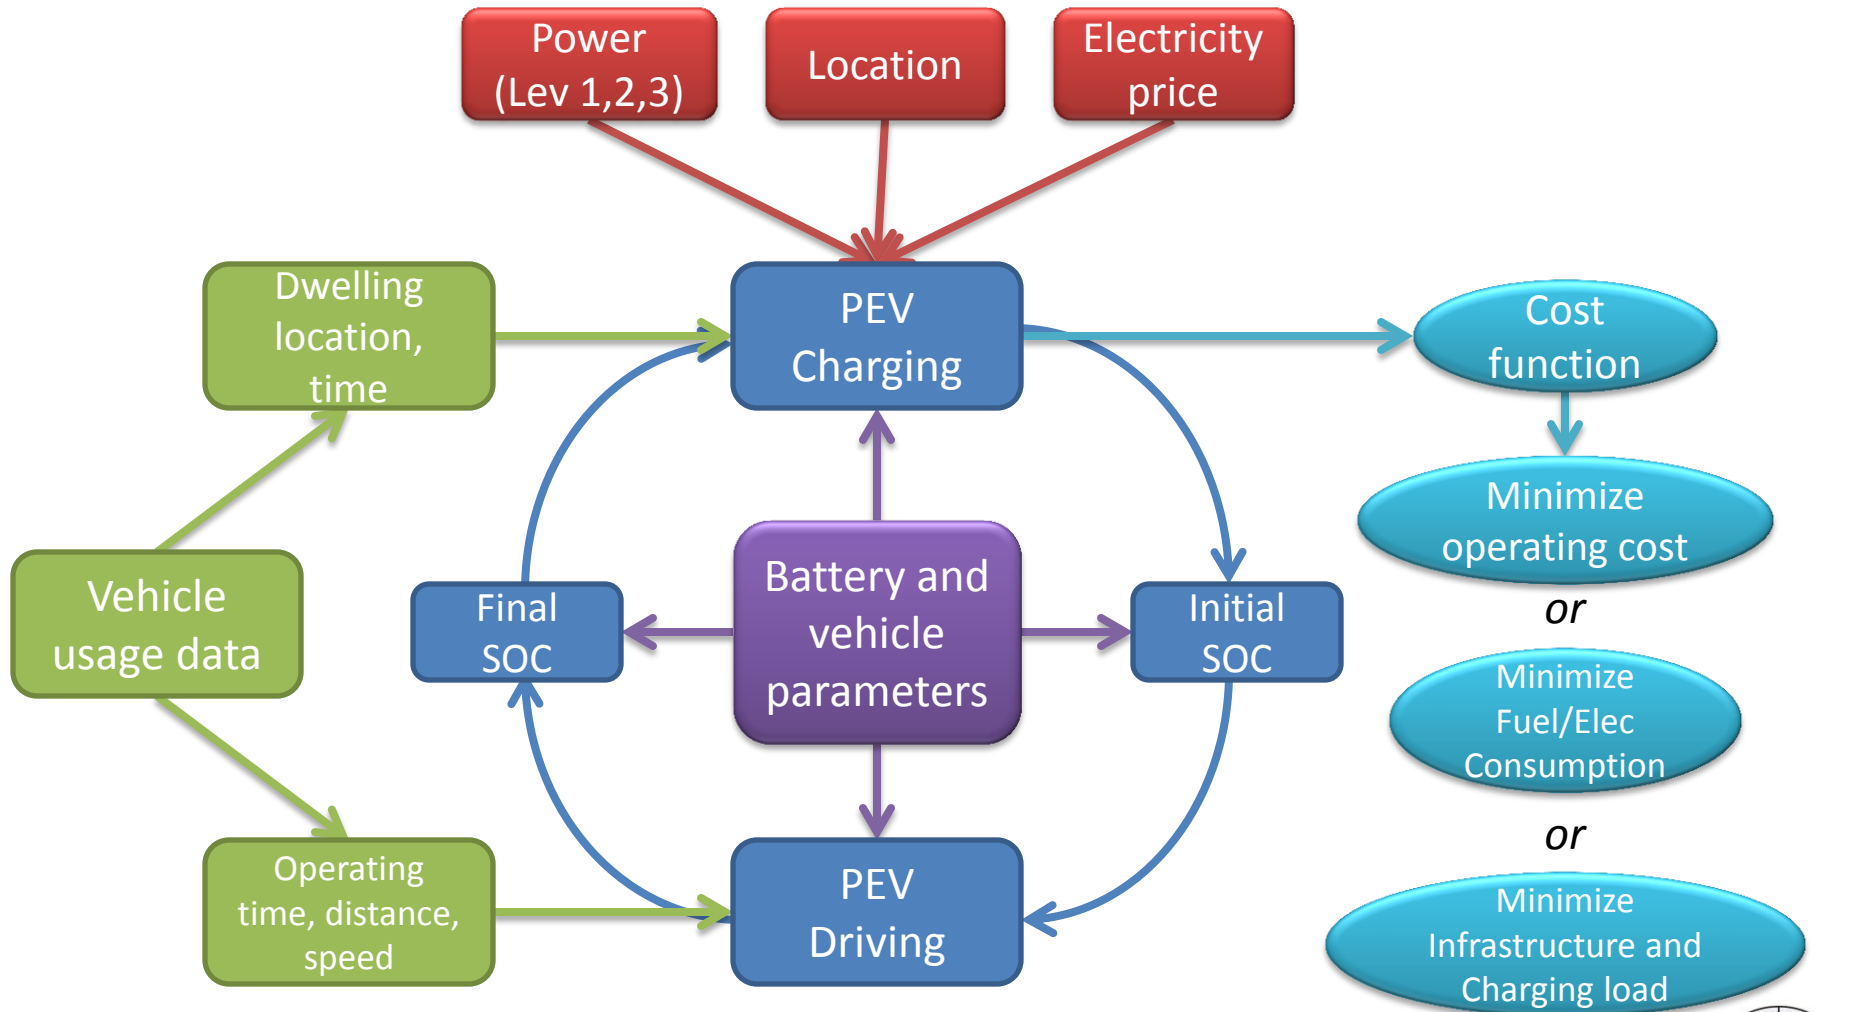 Power
(Lev 1,2,3)
Location
Electricity
price
Dwelling
location,
time
PEV
Charging
Cost
function
Minimize
operating cost
or
Vehicle
usage data
Final
SOC
Battery and
vehicle
parameters
Initial
SOC
Minimize
Fuel/Elec
Consumption
or
Operating
time, distance,
speed
PEV
Driving
Minimize
Infrastructure and
Charging load